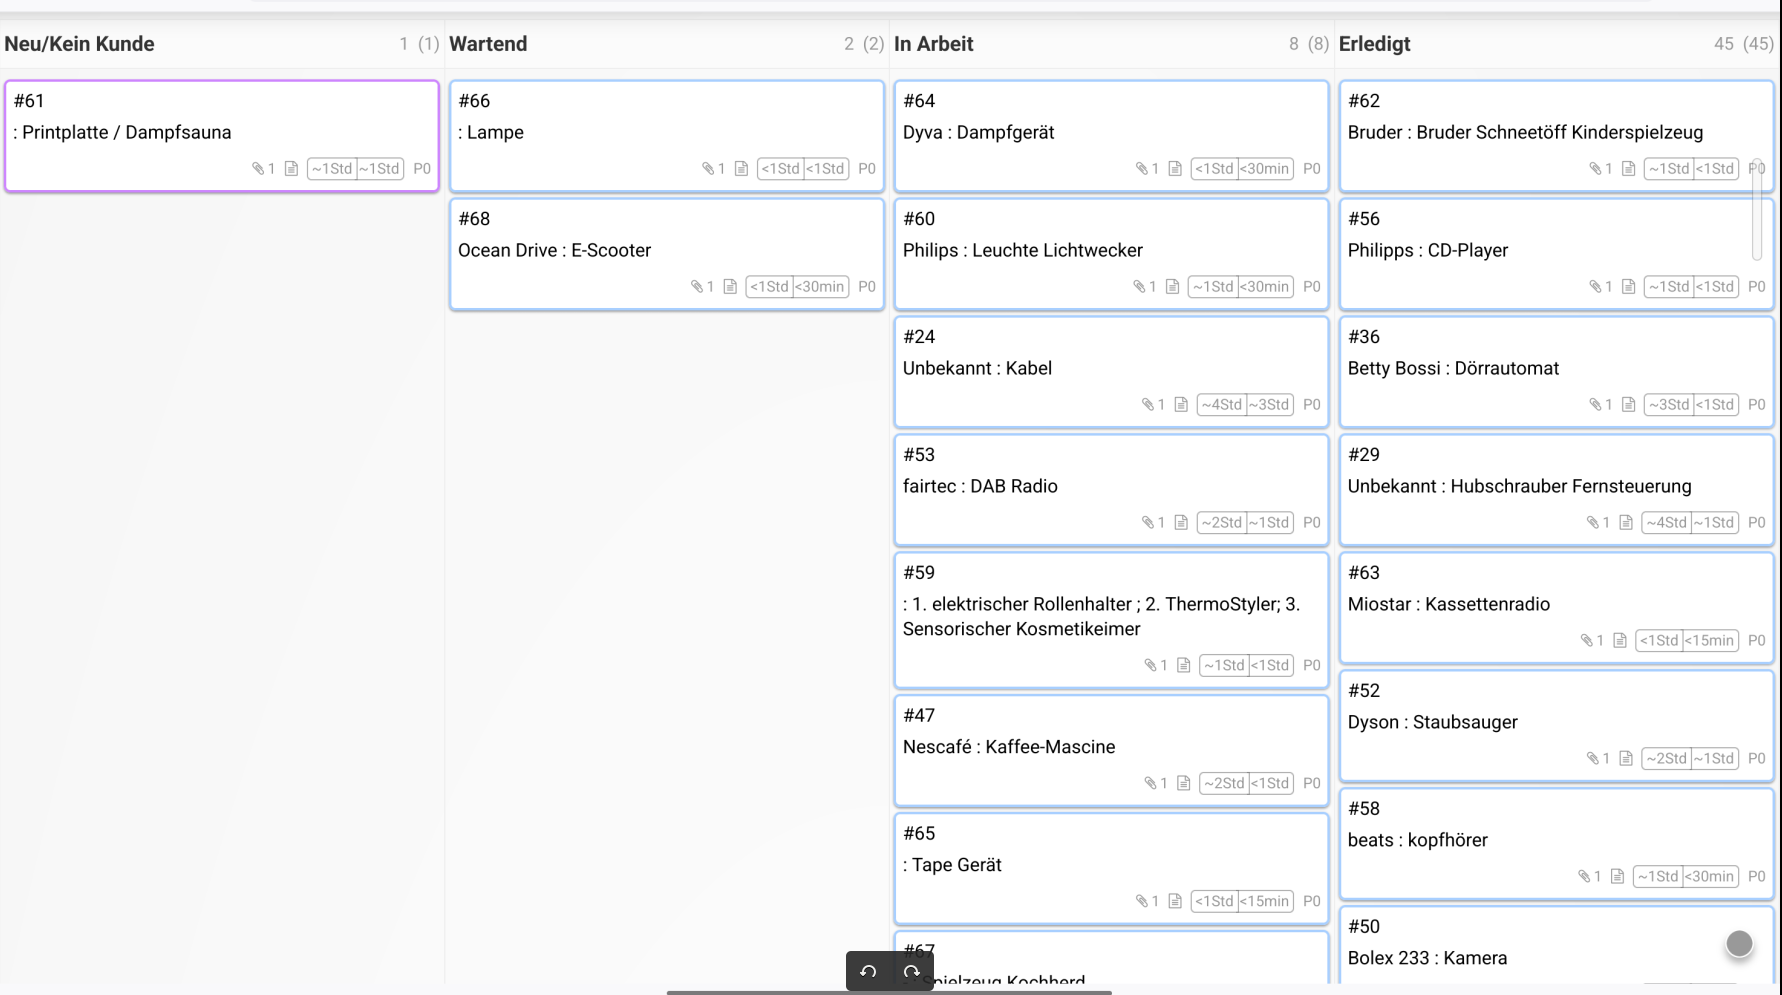 Neu/Kein Kunde 1 (1)
#61
: Printplatte / Dampfsauna
1 ~1Std ~1Std P0
Wartend 2 (2)
#66
: Lampe
1 <1Std <1Std P0
#68
Ocean Drive : E-Scooter
1 <1Std <30min P0
In Arbeit 8 (8)
#64
Dyva : Dampfgerät
1 <1Std <30min P0
#60
Philips : Leuchte Lichtwecker
1 ~1Std <30min P0
#24
Unbekannt : Kabel
1 ~4Std ~3Std P0
#53
fairtec : DAB Radio
1 ~2Std ~1Std P0
#59
: 1. elektrischer Rollenhalter ; 2. ThermoStyler; 3.
Sensorischer Kosmetikeimer
1 ~1Std <1Std P0
#47
Nescafé : Kaffee-Mascine
1 ~2Std <1Std P0
#65
: Tape Gerät
1 <1Std <15min P0
#67
: Spielzeug Kochherd
Erledigt 45 (45)
#62
Bruder : Bruder Schneetöff Kinderspielzeug
1 ~1Std <1Std P0
#56
Philipps : CD-Player
1 ~1Std <1Std P0
#36
Betty Bossi : Dörrautomat
1 ~3Std <1Std P0
#29
Unbekannt : Hubschrauber Fernsteuerung
1 ~4Std ~1Std P0
#63
Miostar : Kassettenradio
1 <1Std <15min P0
#52
Dyson : Staubsauger
1 ~2Std ~1Std P0
#58
beats : kopfhörer
1 ~1Std <30min P0
#50
Bolex 233 : Kamera